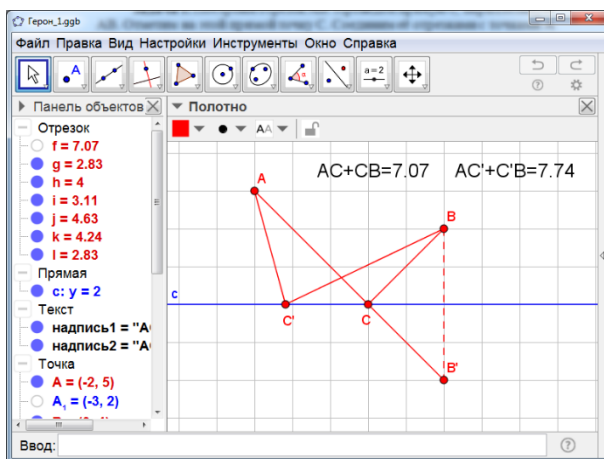 Герон_1.ggb
Файл Правка Вид Настройки Инструменты Окно Справка
A
a=2
Панель объектов
Полотно
AA
Отрезок
f = 7.07
g = 2.83
h = 4
i = 3.11
j = 4.63
k = 4.24
l = 2.83
Прямая
c: y = 2
Текст
надпись1 = "A
надпись2 = "A
Точка
A = (-2, 5)
A₁ = (-3, 2)
AC+CB=7.07 AC'+C'B=7.74
A
B
c
C'
C
B'
Ввод: